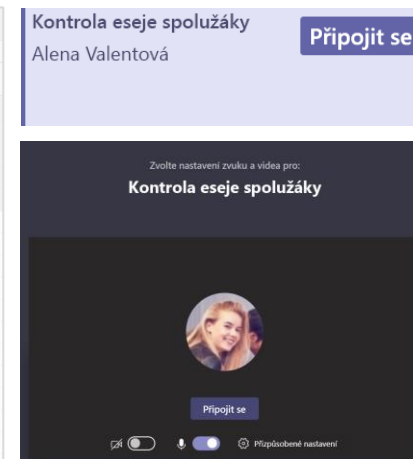 Kontrola eseje spolužáky
Alena Valentová
Připojit se
Zvolte nastavení zvuku a videa pro:
Kontrola eseje spolužáky
Připojit se
Přizpůsobené nastavení